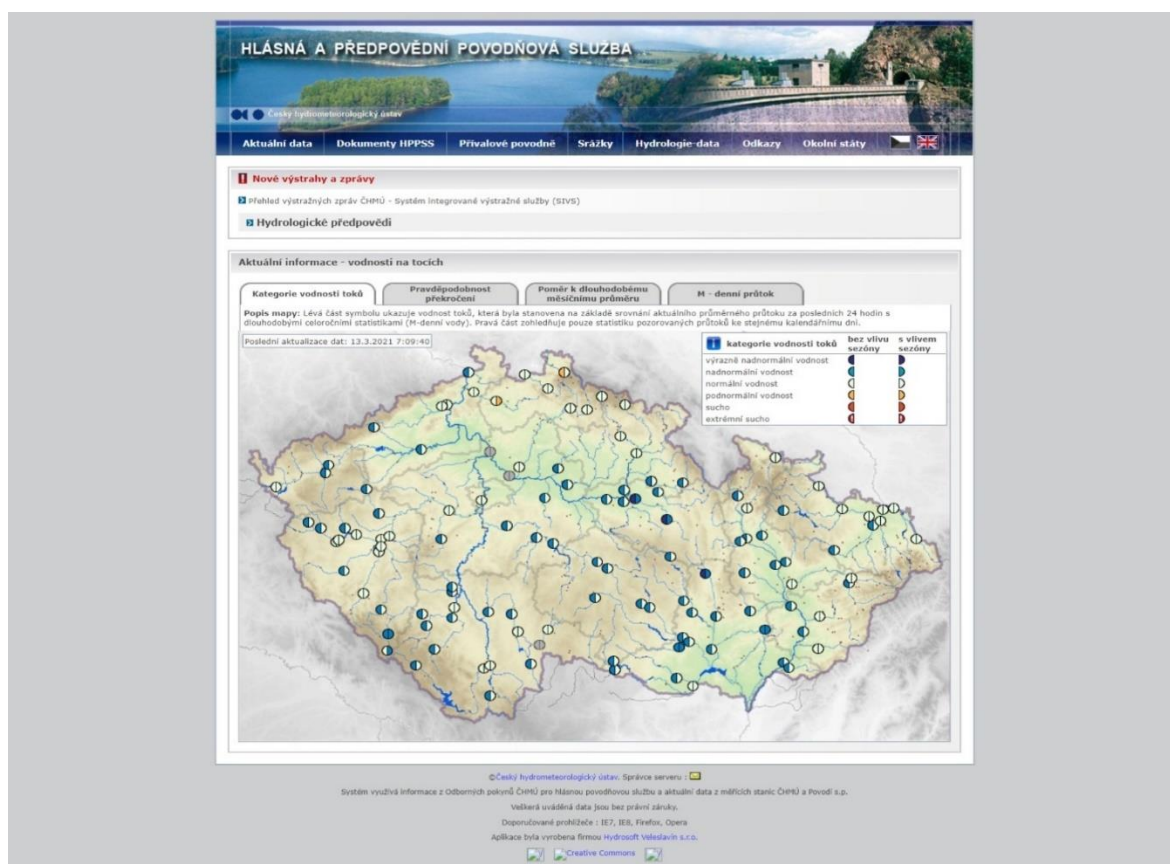 HLÁSNÁ A PŘEDPOVĚDNÍ POVODŇOVÁ SLUŽBA
Český hydrometeorologický ústav
Aktuální data Dokumenty HPPSS Přívalové povodně Srážky Hydrologie-data Odkazy Okolní státy
Nové výstrahy a zprávy
Přehled výstražných zpráv ČHMÚ - Systém integrované výstražné služby (SIVS)
Hydrologické předpovědi
Aktuální informace - vodnosti na tocích
Kategorie vodnosti toků
Pravděpodobnost
překročení
Poměr k dlouhodobému
měsíčnímu průměru
M - denní průtok
Popis mapy: Lévá část symbolu ukazuje vodnost toků, která byla stanovena na základě srovnání aktuálního průměrného průtoku za posledních 24 hodin s
dlouhodobými celoročními statistikami (M-denní vody). Pravá část zohledňuje pouze statistiku pozorovaných průtoků ke stejnému kalendářnímu dni.
Poslední aktualizace dat: 13.3.2021 7:09:40
kategorie vodnosti toků
bez vlivu
sezóny
s vlivem
sezóny
výrazně nadnormální vodnost
nadnormální vodnost
normální vodnost
podnormální vodnost
sucho
extrémní sucho
©Český hydrometeorologický ústav. Správce serveru :
Systém využívá informace z Odborných pokynů ČHMÚ pro hlásnou povodňovou službu a aktuální data z měřících stanic ČHMÚ a Povodí s.p.
Veškerá uváděná data jsou bez právní záruky.
Doporučované prohlížeče : IE7, IE8, Firefox, Opera
Aplikace byla vyrobena firmou Hydrosoft Veleslavín s.r.o.
Creative Commons